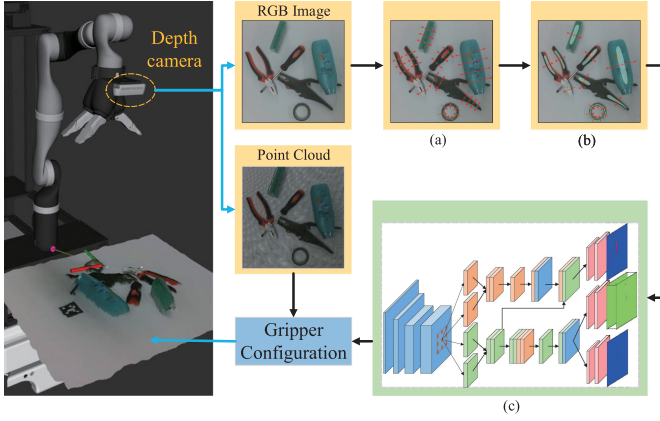 Depth
camera
RGB Image
(a)
(b)
Point Cloud
Gripper
Configuration
(c)